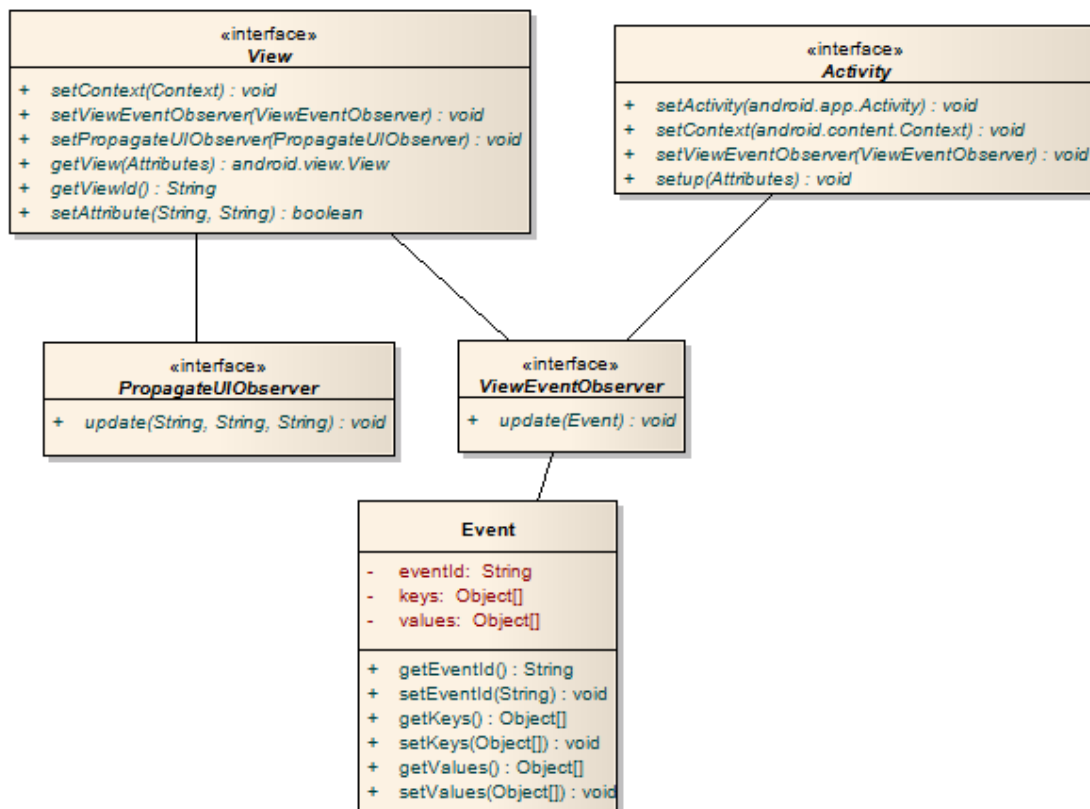 «interface»
View
+ setContext(Context) : void
+ setViewEventObserver(ViewEventObserver) : void
+ setPropagateUIObserver(PropagateUIObserver) : void
+ getView(Attributes) : android.view.View
+ getViewId() : String
+ setAttribute(String, String) : boolean
«interface»
Activity
+ setActivity(android.app.Activity) : void
+ setContext(android.content.Context) : void
+ setViewEventObserver(ViewEventObserver) : void
+ setup(Attributes) : void
«interface»
PropagateUIObserver
+ update(String, String, String) : void
«interface»
ViewEventObserver
+ update(Event) : void
Event
- eventId: String
- keys: Object[]
- values: Object[]
+ getEventId() : String
+ setEventId(String) : void
+ getKeys() : Object[]
+ setKeys(Object[]) : void
+ getValues() : Object[]
+ setValues(Object[]) : void